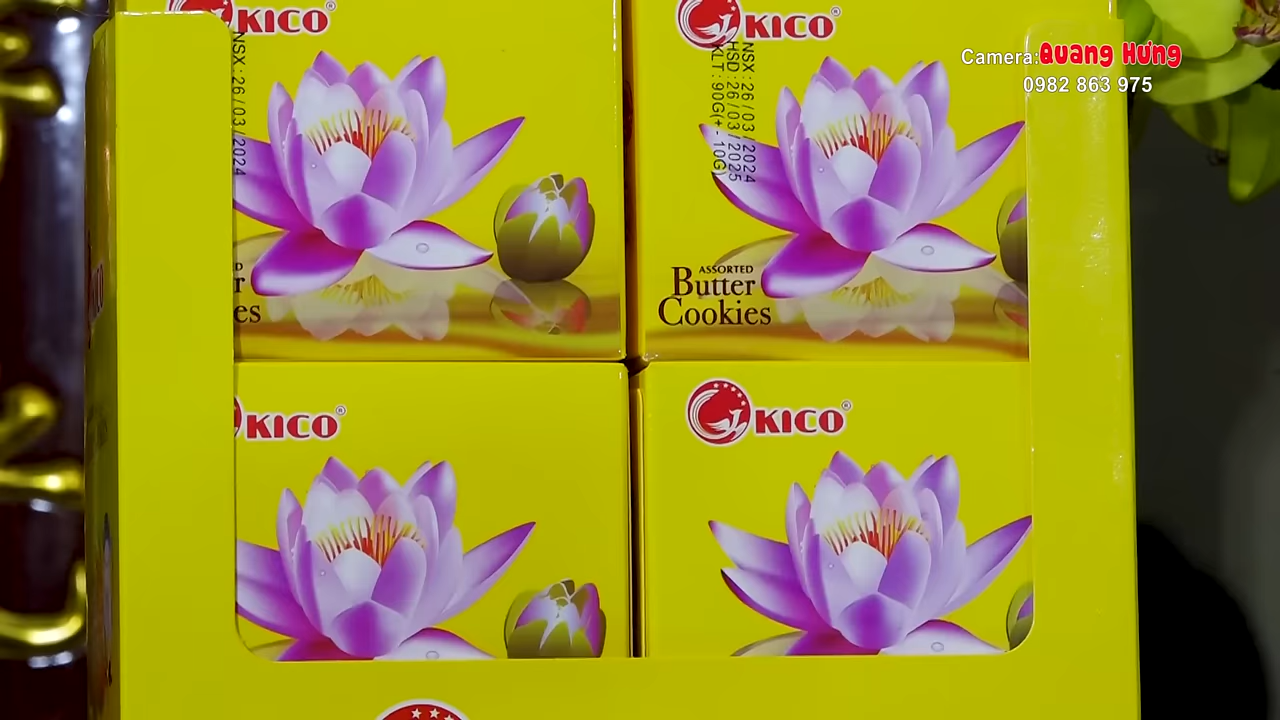 KICO®
KICO®
Camera: Quang Hưng
0982 863 975
NSX : 26 / 03 / 2024
NSX : 26 / 03 / 2024
HSD : 26 / 03 / 2025
KLT : 90G(+ - 10G)
D
r
es
ASSORTED
Butter
Cookies
KICO®
KICO®